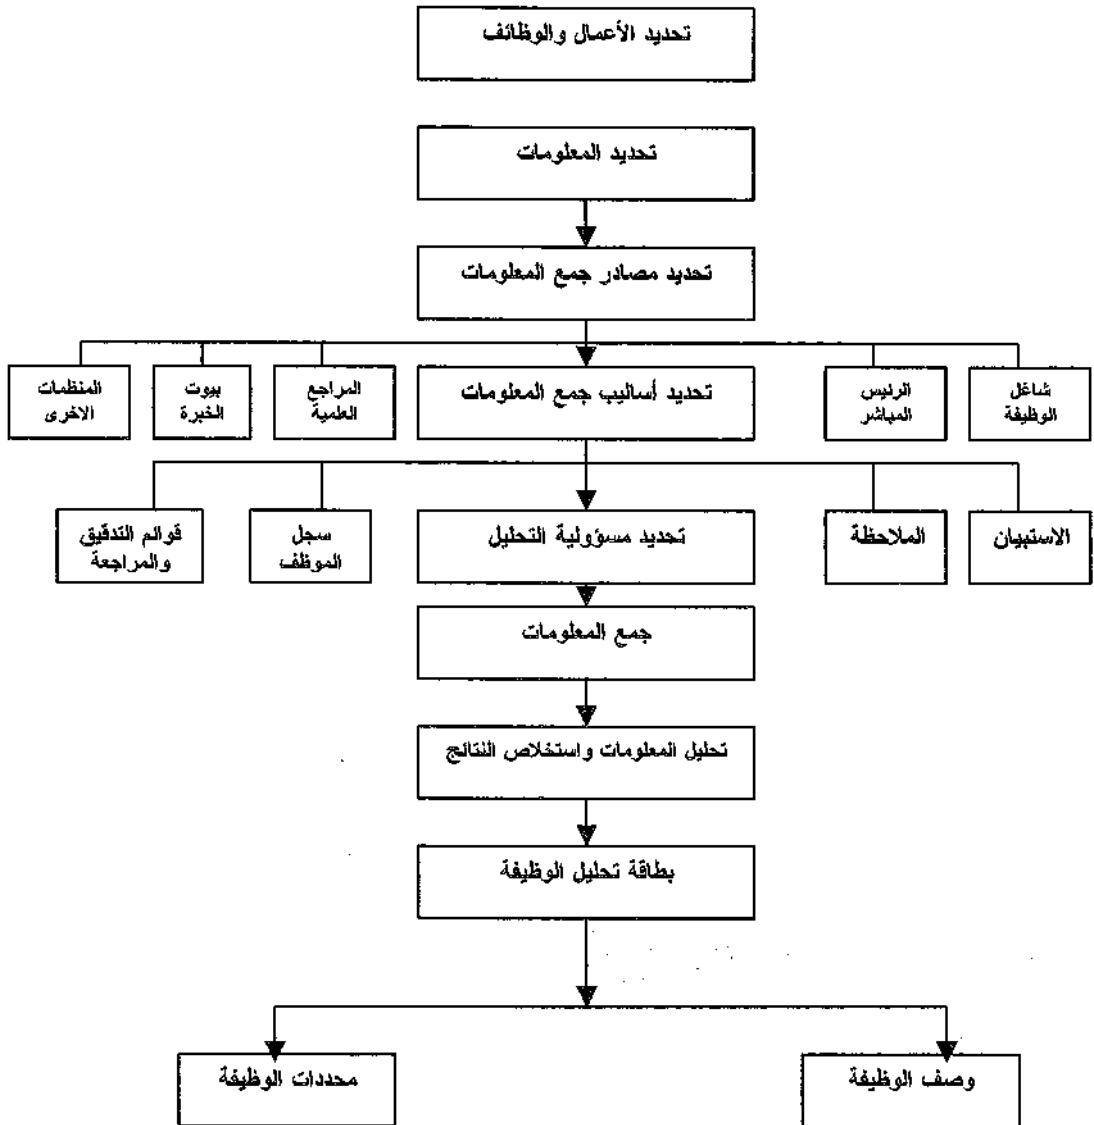 تحديد الأعمال والوظائف
تحديد المعلومات
تحديد مصادر جمع المعلومات
شاغل
الوظيفة
الرئيس
المباشر
تحديد أساليب جمع المعلومات
المراجع
العلمية
بيوت
الخبرة
المنظمات
الاخرى
الاستبيان
الملاحظة
تحديد مسؤولية التحليل
سجل
الموظف
قوائم التدقيق
والمراجعة
جمع المعلومات
تحليل المعلومات واستخلاص النتائج
بطاقة تحليل الوظيفة
وصف الوظيفة
محددات الوظيفة